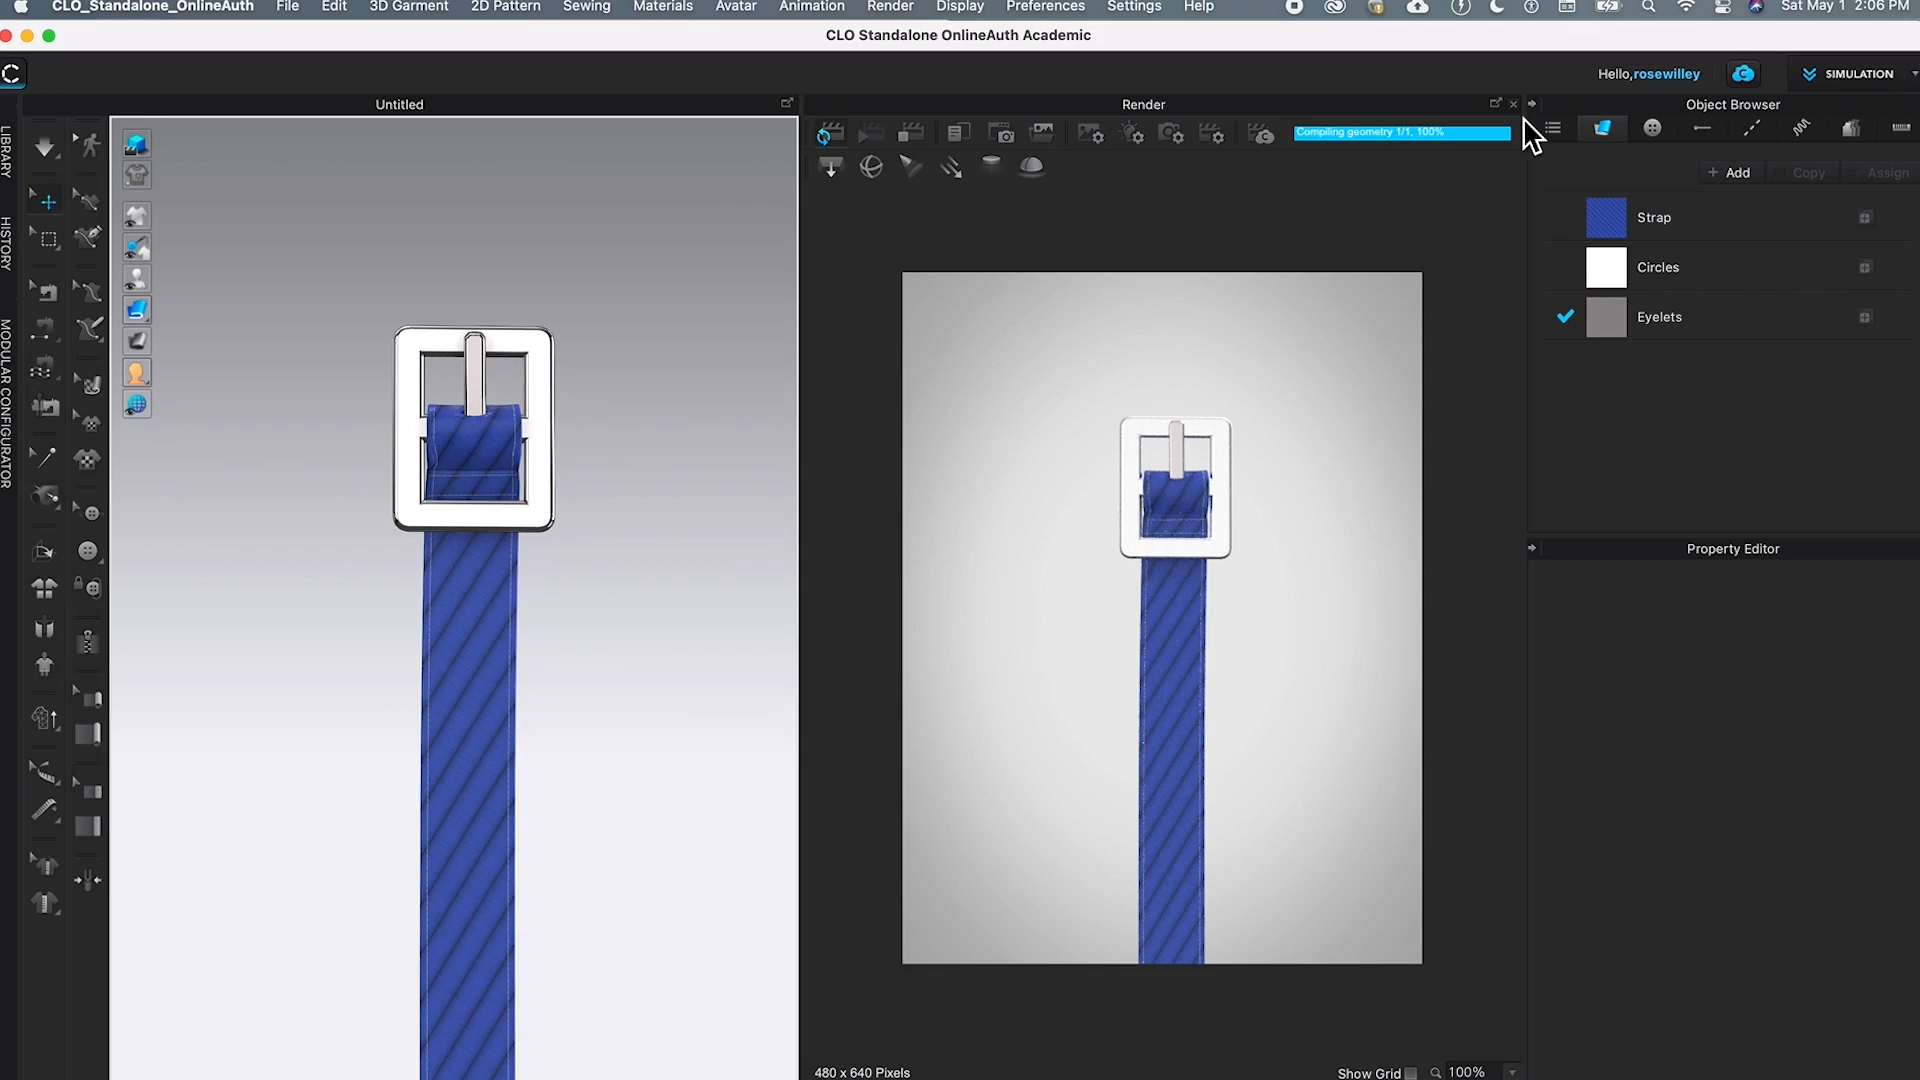 CLO_Standalone_OnlineAuth File Edit 3D Garment 2D Pattern Sewing Materials Avatar Animation Render Display Preferences Settings Help Sat May 1 2:06 PM
CLO Standalone OnlineAuth Academic
Hello,rosewilley SIMULATION
Untitled
Render
Object Browser
Compiling geometry 1/1, 100%
+ Add
Copy
Assign
Strap
Circles
Eyelets
Property Editor
LIBRARY
HISTORY
MODULAR CONFIGURATOR
480 x 640 Pixels
Show Grid
100%